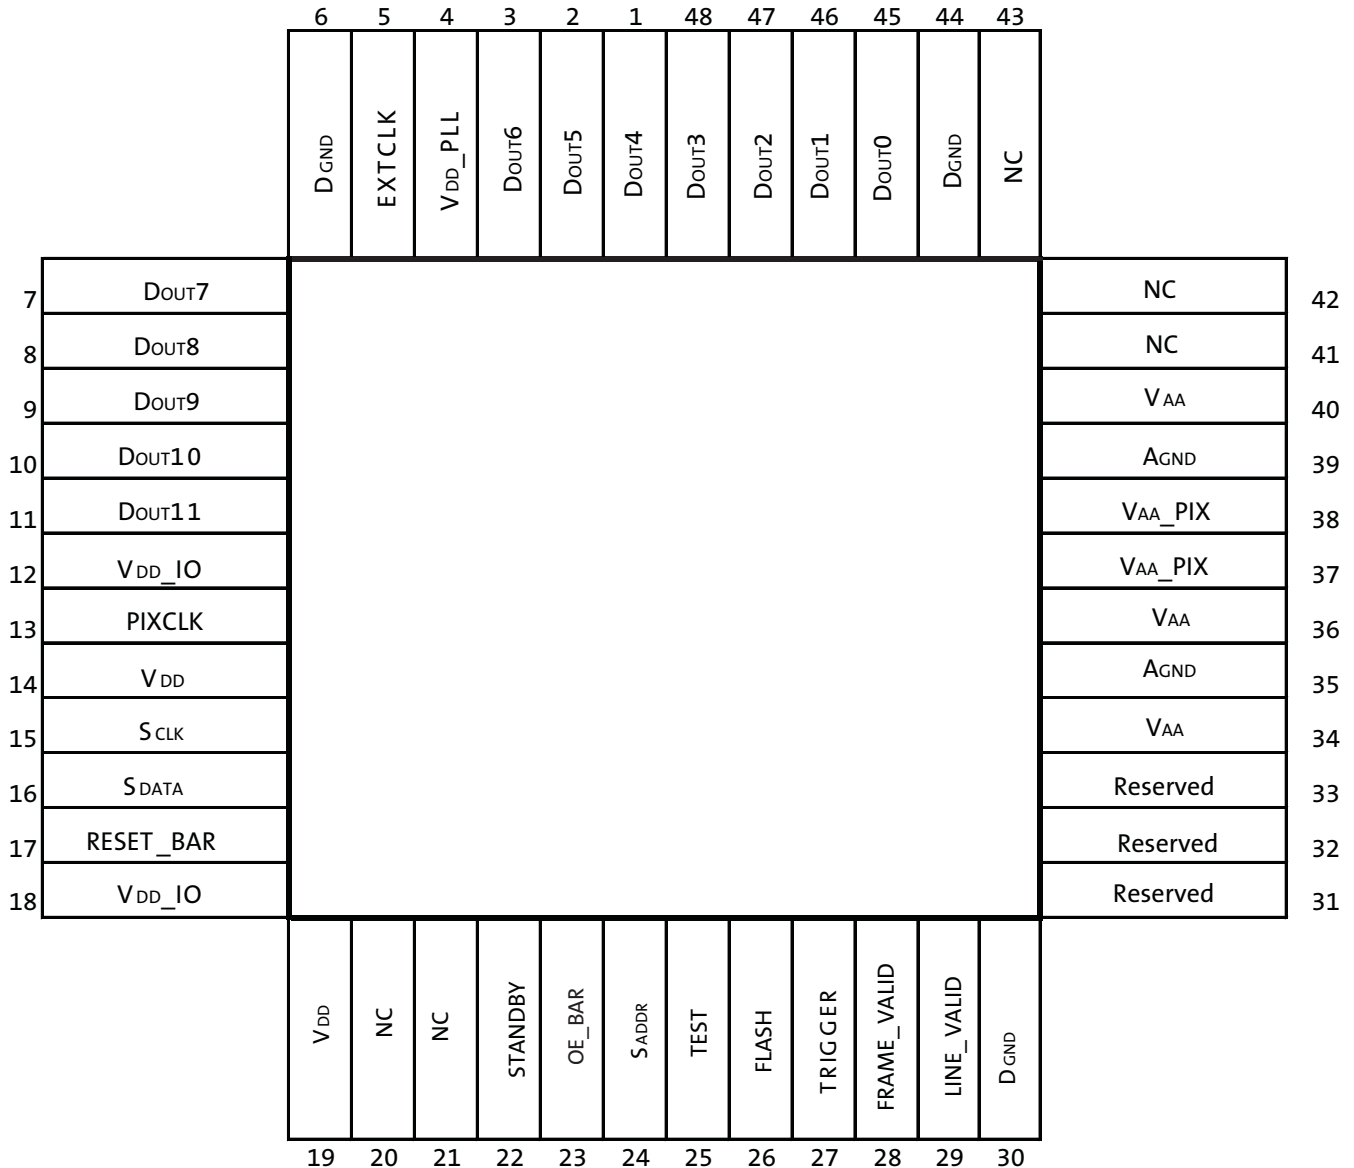 6 5 4 3 2 1 48 47 46 45 44 43
DGND EXTCLK VDD_PLL DOUT6 DOUT5 DOUT4 DOUT3 DOUT2 DOUT1 DOUT0 DGND NC
7 DOUT7
8 DOUT8
9 DOUT9
10 DOUT10
11 DOUT11
12 VDD_IO
13 PIXCLK
14 VDD
15 SCLK
16 SDATA
17 RESET_BAR
18 VDD_IO
NC 42
NC 41
VAA 40
AGND 39
VAA_PIX 38
VAA_PIX 37
VAA 36
AGND 35
VAA 34
Reserved 33
Reserved 32
Reserved 31
VDD NC NC STANDBY OE_BAR SADDR TEST FLASH TRIGGER FRAME_VALID LINE_VALID DGND
19 20 21 22 23 24 25 26 27 28 29 30